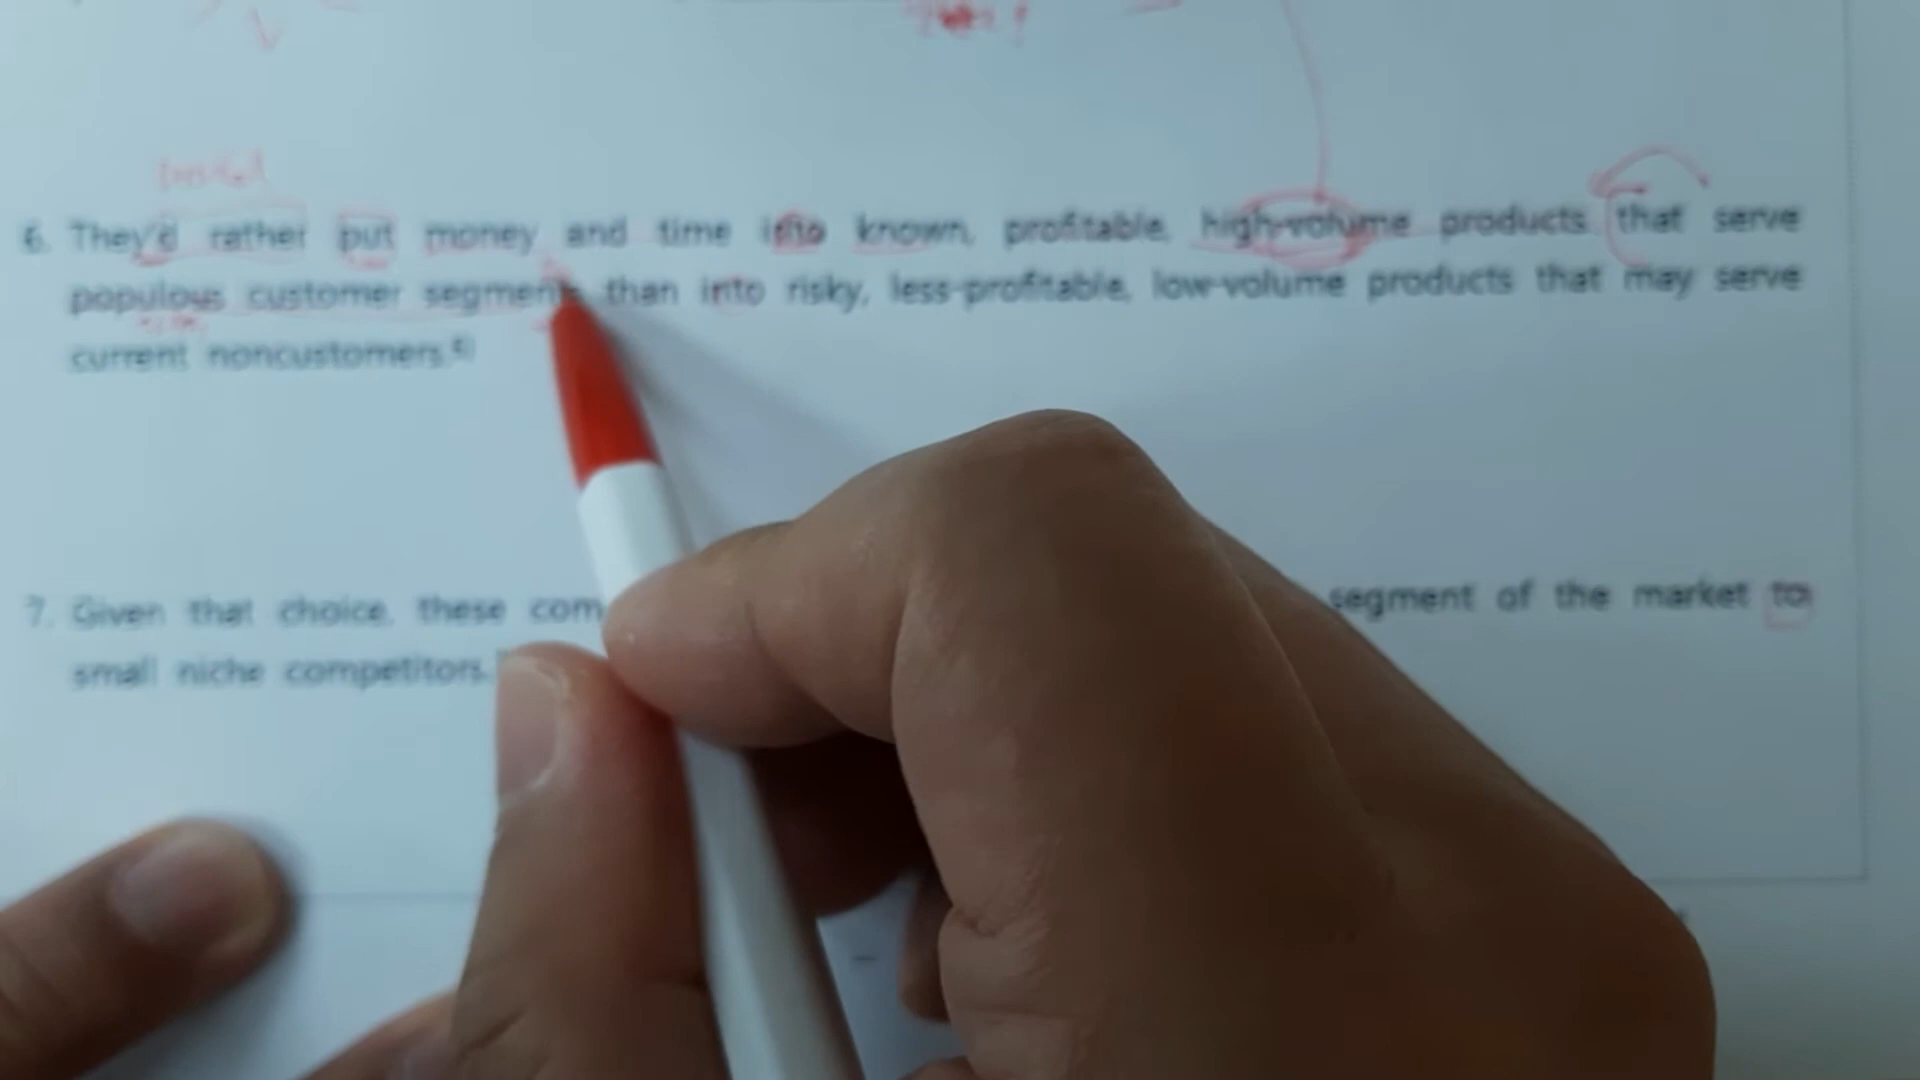 6. They'd rather put money and time into known, profitable, high-volume products that serve
populous customer segments than into risky, less-profitable, low-volume products that may serve
current noncustomers.6)
7. Given that choice, these com segment of the market to
small niche competitors.